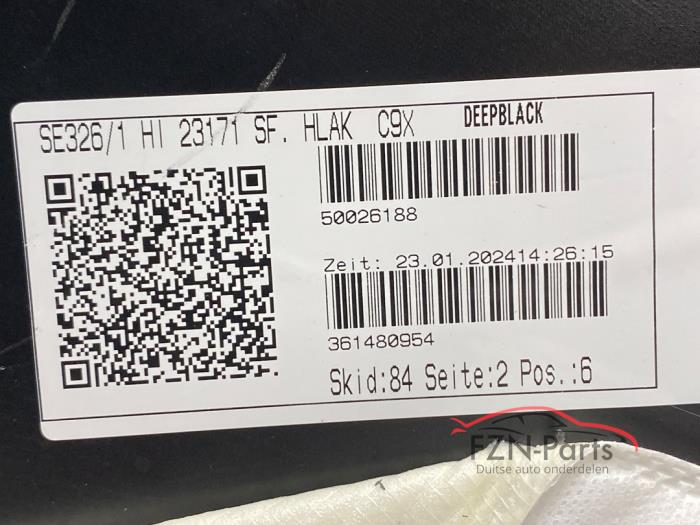 SE326/1 HI 23171 SF. HLAK C9X DEEPBLACK
50026188
Zeit: 23.01.202414:26:15
361480954
Skid:84 Seite:2 Pos.:6
FZN-Parts
Duitse auto onderdelen